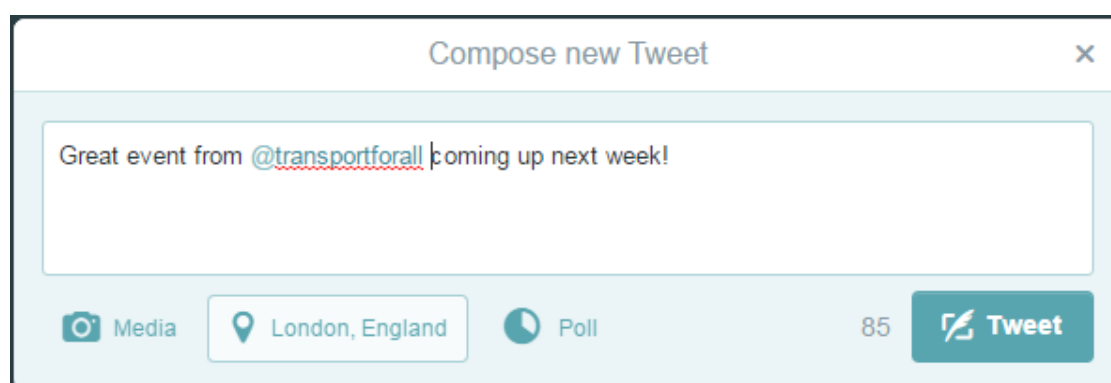 Compose new Tweet ×
Great event from @transportforall coming up next week!
Media London, England Poll 85 Tweet